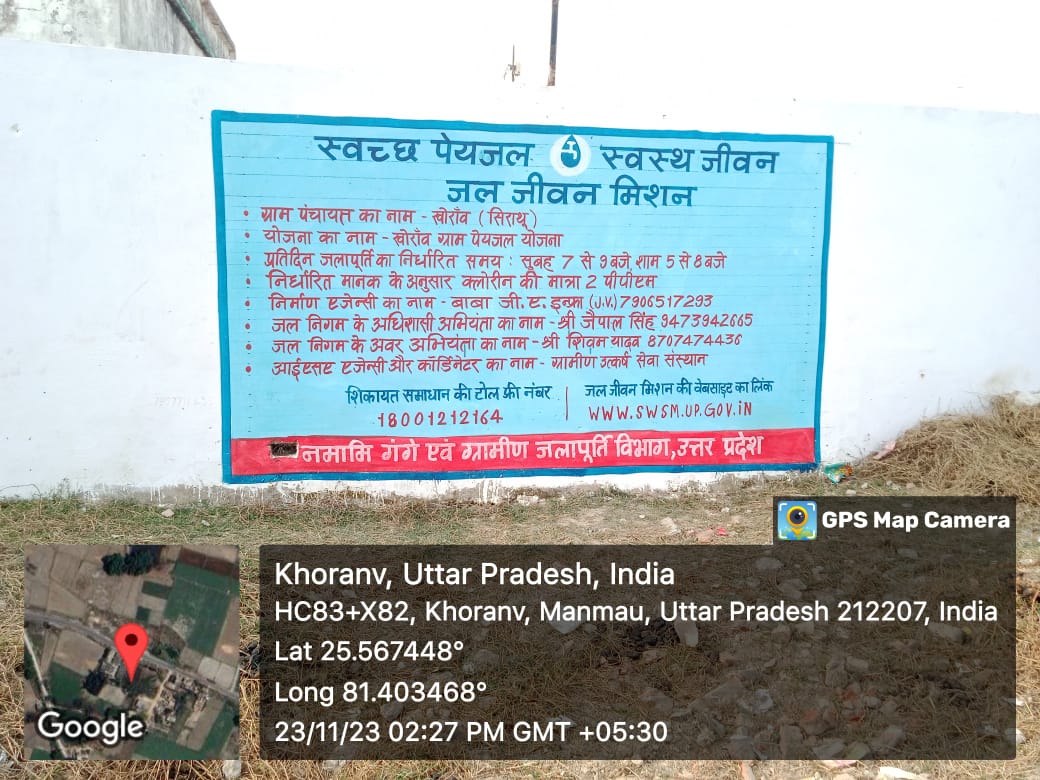 स्वच्छ पेयजल स्वस्थ जीवन
जल जीवन मिशन
• ग्राम पंचायत का नाम - खोराँव (सिराथू)
• योजना का नाम - खोराँव ग्राम पेयजल योजना
• प्रतिदिन जलापूर्ति का निर्धारित समय : सुबह 7 से 9 बजे, शाम 5 से 8 बजे
• निर्धारित मानक के अनुसार क्लोरीन की मात्रा 2 पीपीएम
• निर्माण एजेन्सी का नाम - बाबा जी. ए. इन्फ्रा (J.V.) 7906517293
• जल निगम के अधिशासी अभियंता का नाम - श्री जैपाल सिंह 9473942665
• जल निगम के अवर अभियंता का नाम - श्री शिवम यादव 8707474436
• आईएसए एजेन्सी और कॉर्डिनेटर का नाम - ग्रामीण उत्कर्ष सेवा संस्थान
शिकायत समाधान की टोल फ्री नंबर
18001212164
जल जीवन मिशन की वेबसाइट का लिंक
WWW.SWSM.UP.GOV.iN
नमामि गंगे एवं ग्रामीण जलापूर्ति विभाग, उत्तर प्रदेश
GPS Map Camera
Khoranv, Uttar Pradesh, India
HC83+X82, Khoranv, Manmau, Uttar Pradesh 212207, India
Lat 25.567448°
Long 81.403468°
23/11/23 02:27 PM GMT +05:30
Google